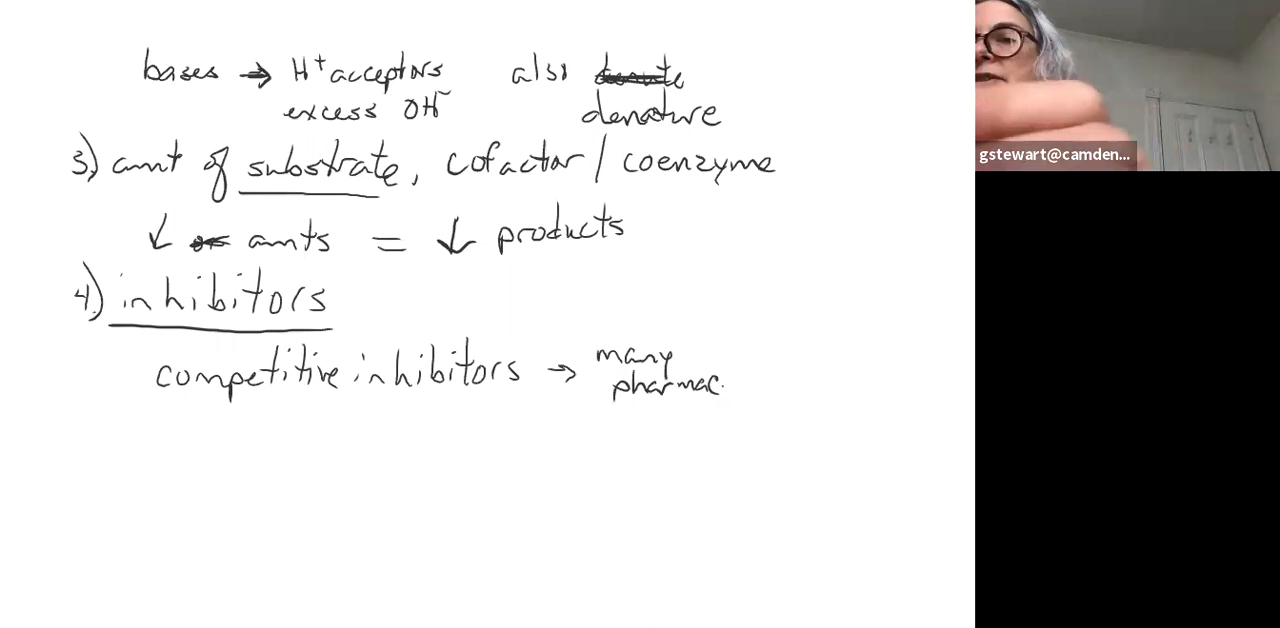 bases → H+ acceptors also denature
excess OH- denature
3) amt of substrate, cofactor / coenzyme
↓ amts = ↓ products
4.) inhibitors
competitive inhibitors → many
pharmac.
gstewart@camden...